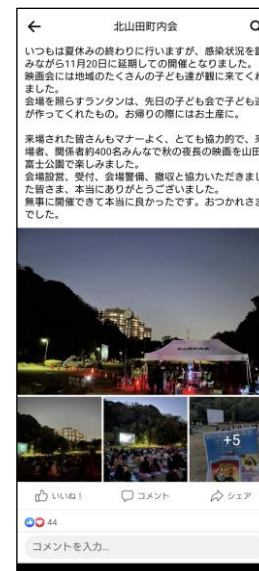 北山田町内会
いつもは夏休みの終わりに行いますが、感染状況を鑑
みながら11月20日に延期しての開催となりました。
映画会には地域のたくさんの子ども達が観に来てくれ
ました。
会場を照らすランタンは、先日の子ども会で子ども達
が作ってくれたもの。お帰りの際にはお土産に。
来場された皆さんもマナーよく、とても協力的で、来
場者、関係者約400名みんなで秋の夜長の映画を山田
富士公園で楽しみました。
会場設営、受付、会場警備、撤収と協力いただきまし
た皆さま、本当にありがとうございました。
無事に開催できて本当に良かったです。おつかれさま
でした。
+5
いいね！ コメント シェア
44
コメントを入力...